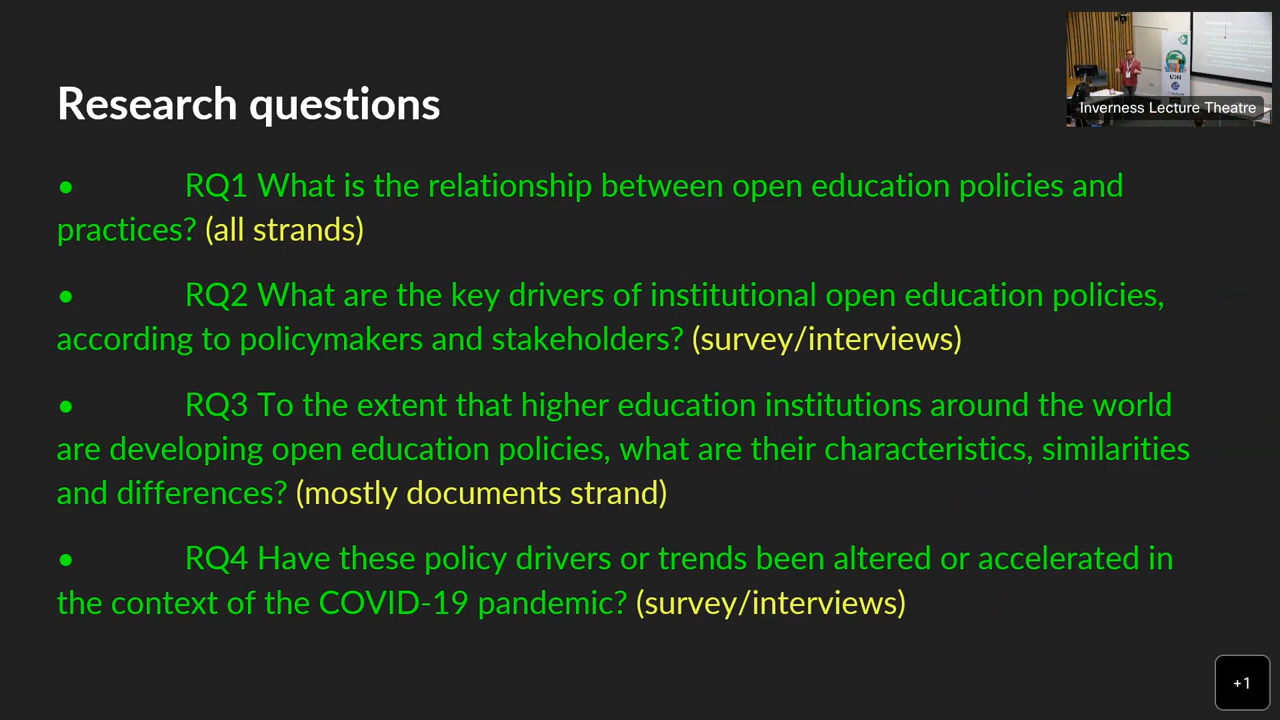 Inverness Lecture Theatre
Research questions
• RQ1 What is the relationship between open education policies and
practices? (all strands)
• RQ2 What are the key drivers of institutional open education policies,
according to policymakers and stakeholders? (survey/interviews)
• RQ3 To the extent that higher education institutions around the world
are developing open education policies, what are their characteristics, similarities
and differences? (mostly documents strand)
• RQ4 Have these policy drivers or trends been altered or accelerated in
the context of the COVID-19 pandemic? (survey/interviews)
+1